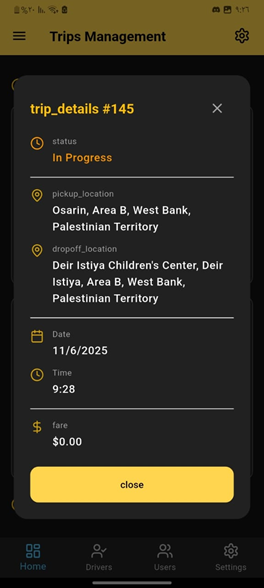 ٩:٢٦
Trips Management
trip_details #145
status
In Progress
pickup_location
Osarin, Area B, West Bank,
Palestinian Territory
dropoff_location
Deir Istiya Children's Center, Deir
Istiya, Area B, West Bank,
Palestinian Territory
Date
11/6/2025
Time
9:28
fare
$0.00
close
Home
Drivers
Users
Settings